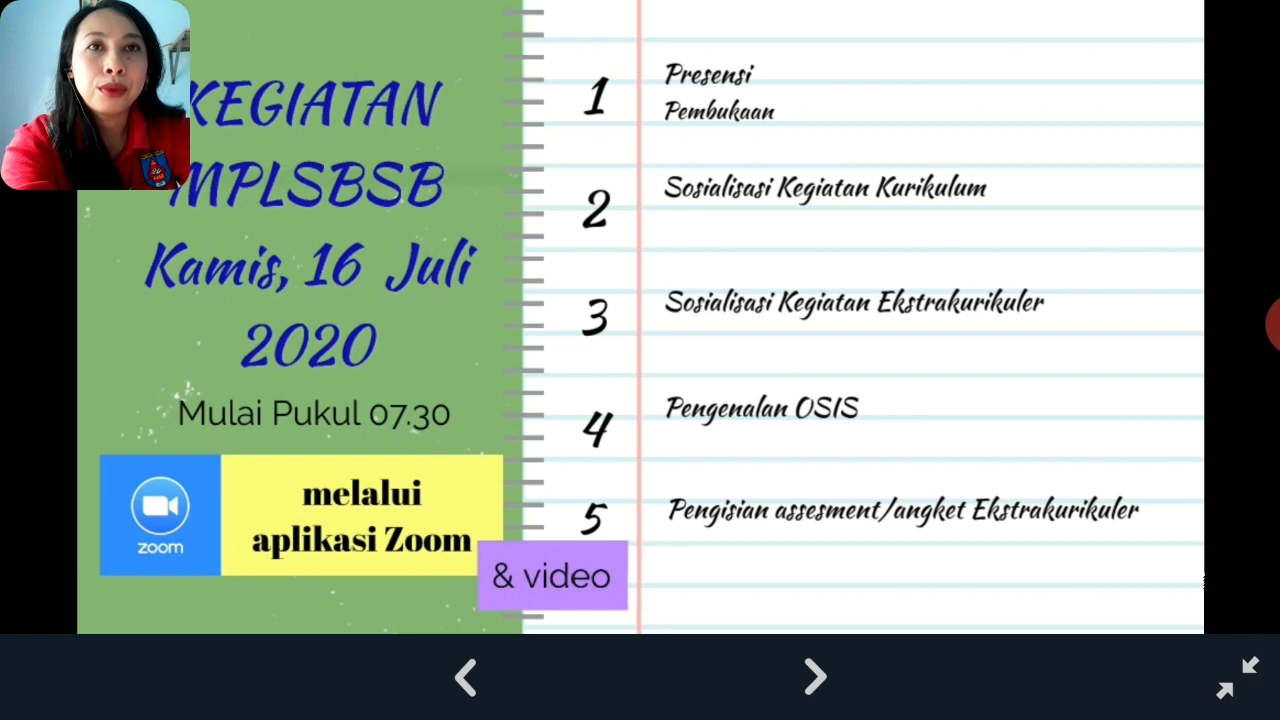 KEGIATAN
MPLSBSB
Kamis, 16 Juli
2020
Mulai Pukul 07.30
zoom
melalui
aplikasi Zoom
& video
1
Presensi
Pembukaan
2
Sosialisasi Kegiatan Kurikulum
3
Sosialisasi Kegiatan Ekstrakurikuler
4
Pengenalan OSIS
5
Pengisian assesment/angket Ekstrakurikuler